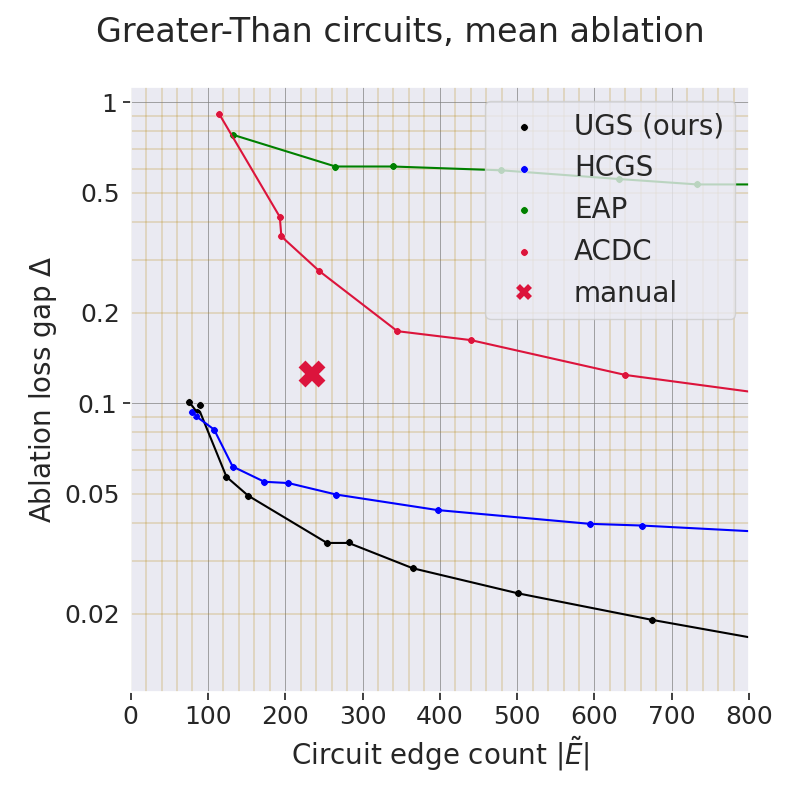 Greater-Than circuits, mean ablation
1
0.5
0.2
0.1
0.05
0.02
Ablation loss gap Δ
UGS (ours)
HCGS
EAP
ACDC
manual
0 100 200 300 400 500 600 700 800
Circuit edge count |Ẽ|